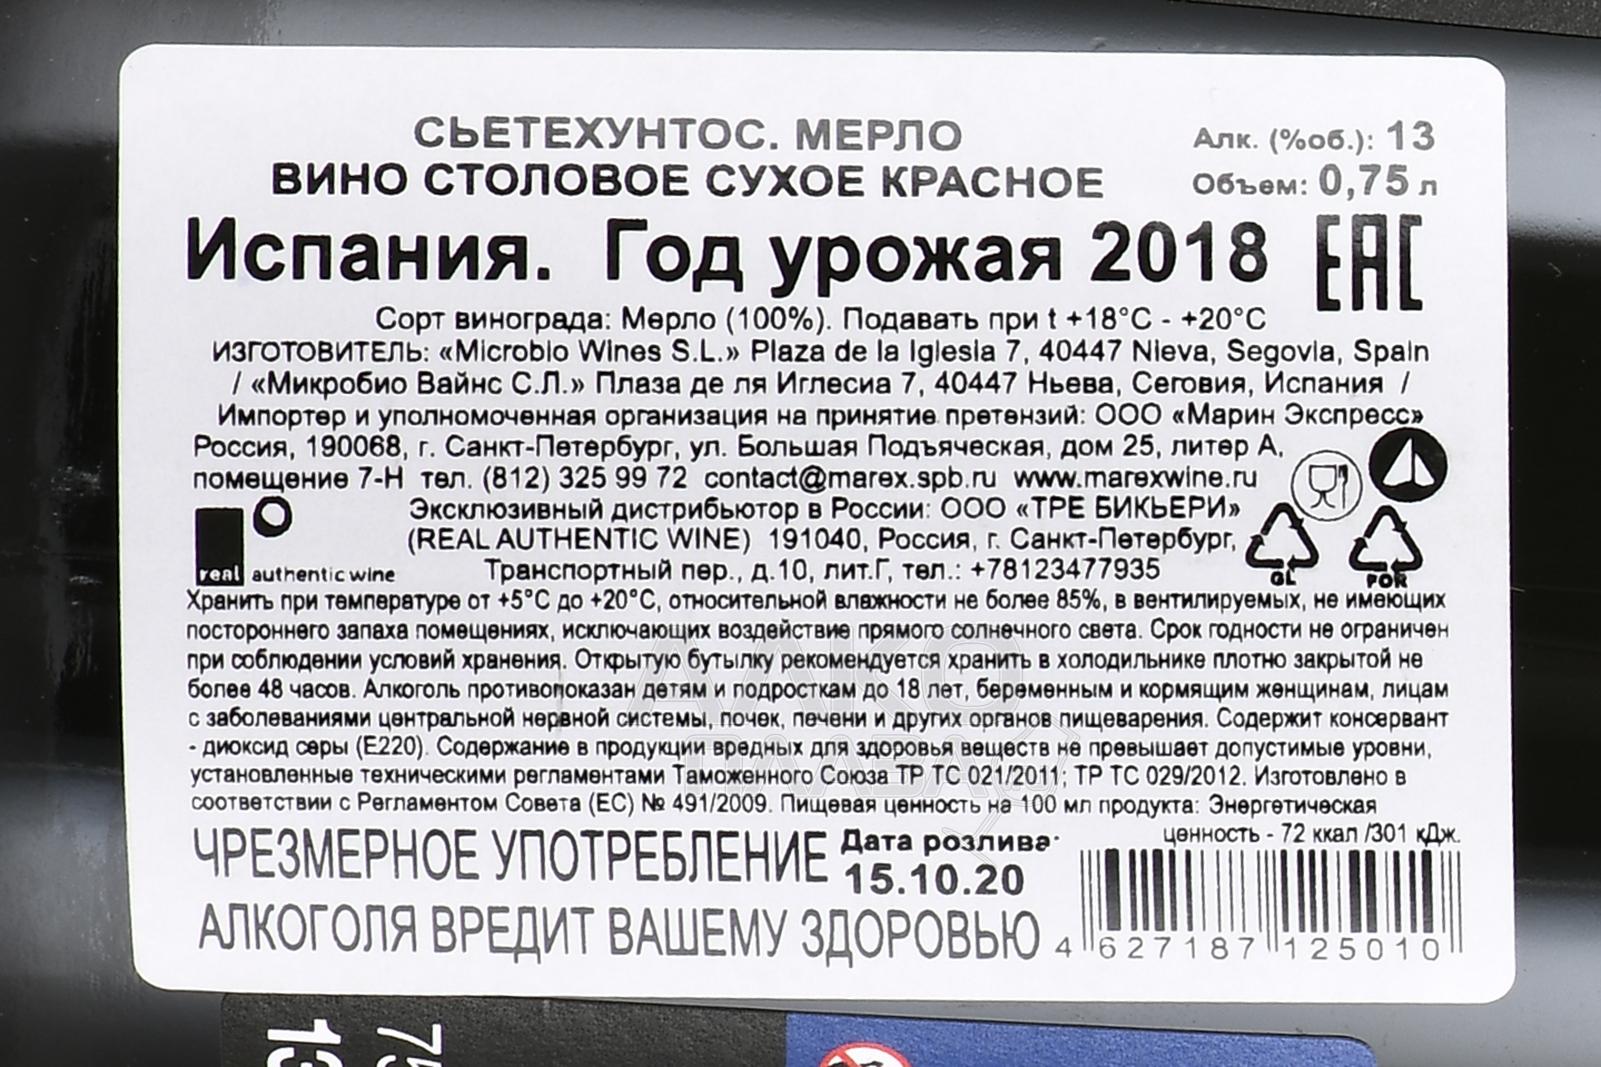 СЬЕТЕХУНТОС. МЕРЛО
Алк. (%об.): 13
ВИНО СТОЛОВОЕ СУХОЕ КРАСНОЕ
Объем: 0,75 л
Испания. Год урожая 2018
EAC
Сорт винограда: Мерло (100%). Подавать при t +18°C - +20°C
ИЗГОТОВИТЕЛЬ: «Microbio Wines S.L.» Plaza de la Iglesia 7, 40447 Nieva, Segovia, Spain
/ «Микробио Вайнс С.Л.» Плаза де ля Иглесиа 7, 40447 Ньева, Сеговия, Испания /
Импортер и уполномоченная организация на принятие претензий: ООО «Марин Экспресс»
Россия, 190068, г. Санкт-Петербург, ул. Большая Подъяческая, дом 25, литер А,
помещение 7-Н тел. (812) 325 99 72 contact@marex.spb.ru www.marexwine.ru
Эксклюзивный дистрибьютор в России: ООО «ТРЕ БИКЬЕРИ»
(REAL AUTHENTIC WINE) 191040, Россия, г. Санкт-Петербург,
Транспортный пер., д.10, лит.Г, тел.: +78123477935
real authentic wine
GL
FOR
Хранить при температуре от +5°C до +20°C, относительной влажности не более 85%, в вентилируемых, не имеющих
постороннего запаха помещениях, исключающих воздействие прямого солнечного света. Срок годности не ограничен
при соблюдении условий хранения. Открытую бутылку рекомендуется хранить в холодильнике плотно закрытой не
более 48 часов. Алкоголь противопоказан детям и подросткам до 18 лет, беременным и кормящим женщинам, лицам
с заболеваниями центральной нервной системы, почек, печени и других органов пищеварения. Содержит консервант
- диоксид серы (Е220). Содержание в продукции вредных для здоровья веществ не превышает допустимые уровни,
установленные техническими регламентами Таможенного Союза ТР ТС 021/2011; ТР ТС 029/2012. Изготовлено в
соответствии с Регламентом Совета (ЕС) № 491/2009. Пищевая ценность на 100 мл продукта: Энергетическая
ценность - 72 ккал /301 кДж.
ЧРЕЗМЕРНОЕ УПОТРЕБЛЕНИЕ
АЛКОГОЛЯ ВРЕДИТ ВАШЕМУ ЗДОРОВЬЮ
Дата розлива:
15.10.20
4 627187 125010
АЛКО
ПЛАЗА
.ru
75
13